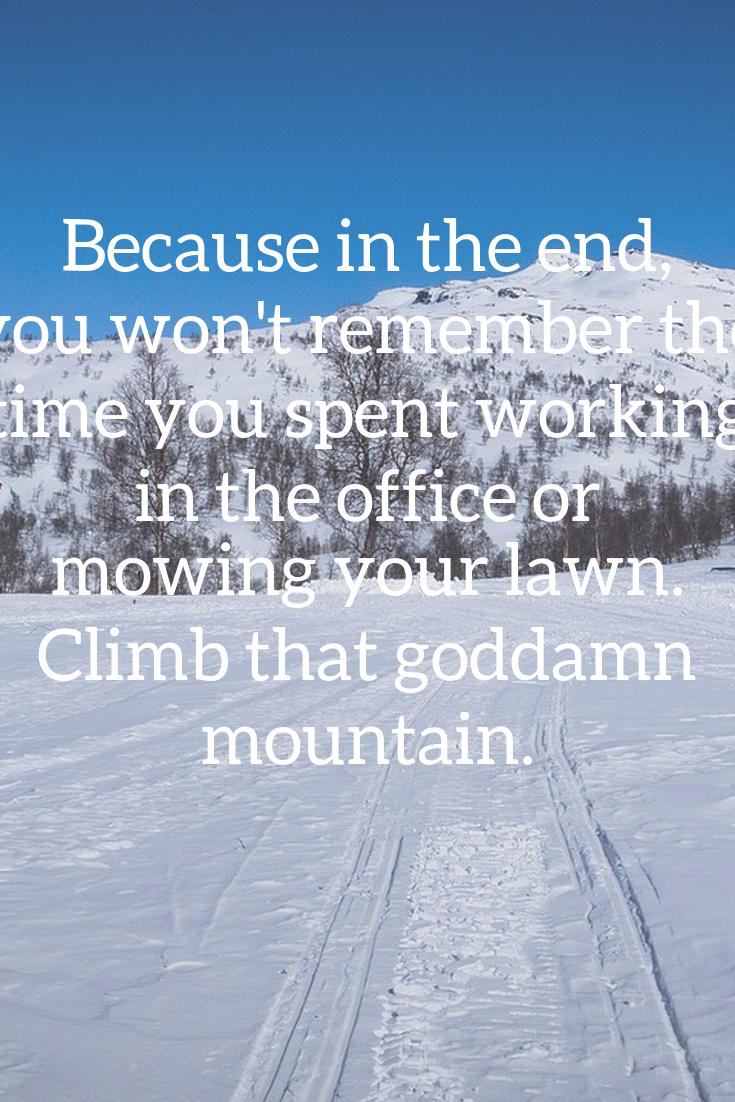 Because in the end,
you won't remember the
time you spent working
in the office or
mowing your lawn.
Climb that goddamn
mountain.